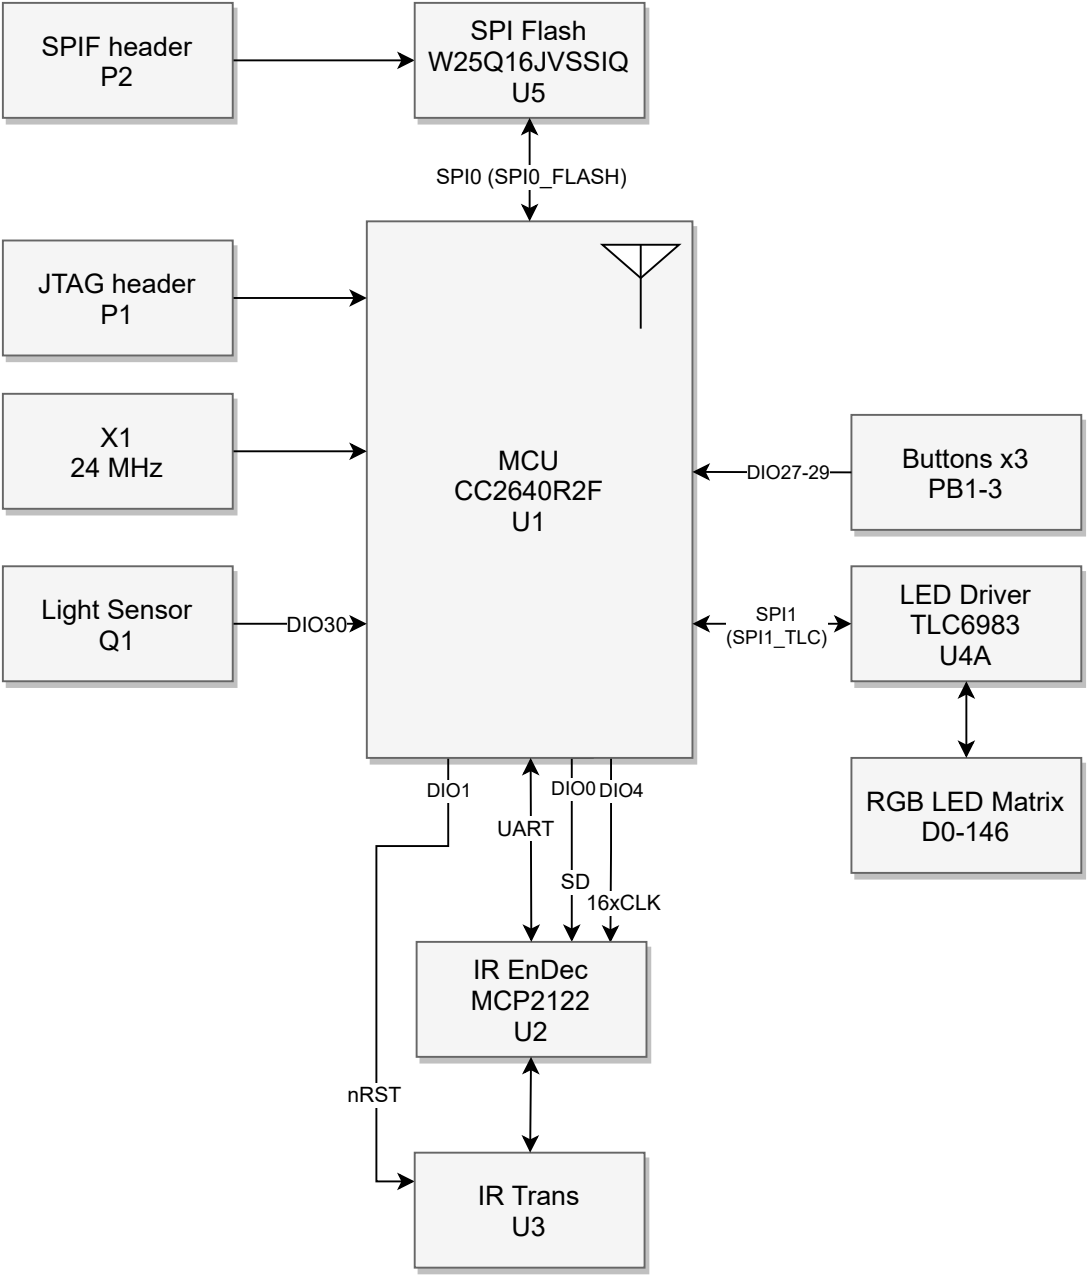 SPIF header
P2
SPI Flash
W25Q16JVSSIQ
U5
SPI0 (SPI0_FLASH)
JTAG header
P1
X1
24 MHz
MCU
CC2640R2F
U1
DIO27-29
Buttons x3
PB1-3
Light Sensor
Q1
DIO30
SPI1
(SPI1_TLC)
LED Driver
TLC6983
U4A
RGB LED Matrix
D0-146
DIO1
UART
DIO0
DIO4
SD
16xCLK
IR EnDec
MCP2122
U2
nRST
IR Trans
U3